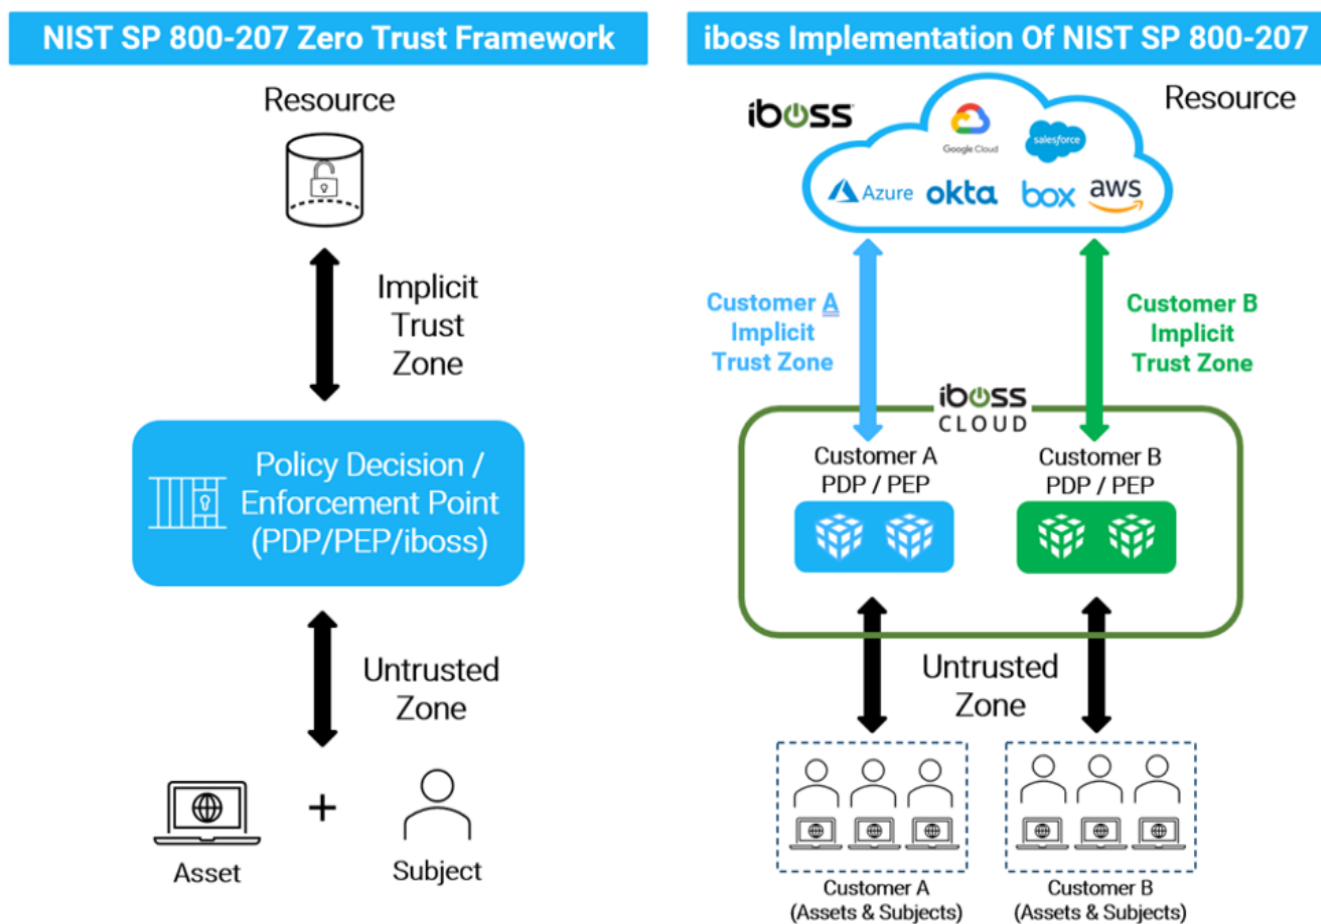 NIST SP 800-207 Zero Trust Framework
Resource
Implicit
Trust
Zone
Policy Decision /
Enforcement Point
(PDP/PEP/iboss)
Untrusted
Zone
+
Asset
Subject
iboss Implementation Of NIST SP 800-207
Resource
iboss
Google Cloud
salesforce
Azure
okta
box
aws
Customer A
Implicit
Trust Zone
Customer B
Implicit
Trust Zone
iboss
CLOUD
Customer A
PDP / PEP
Customer B
PDP / PEP
Untrusted
Zone
Customer A
(Assets & Subjects)
Customer B
(Assets & Subjects)